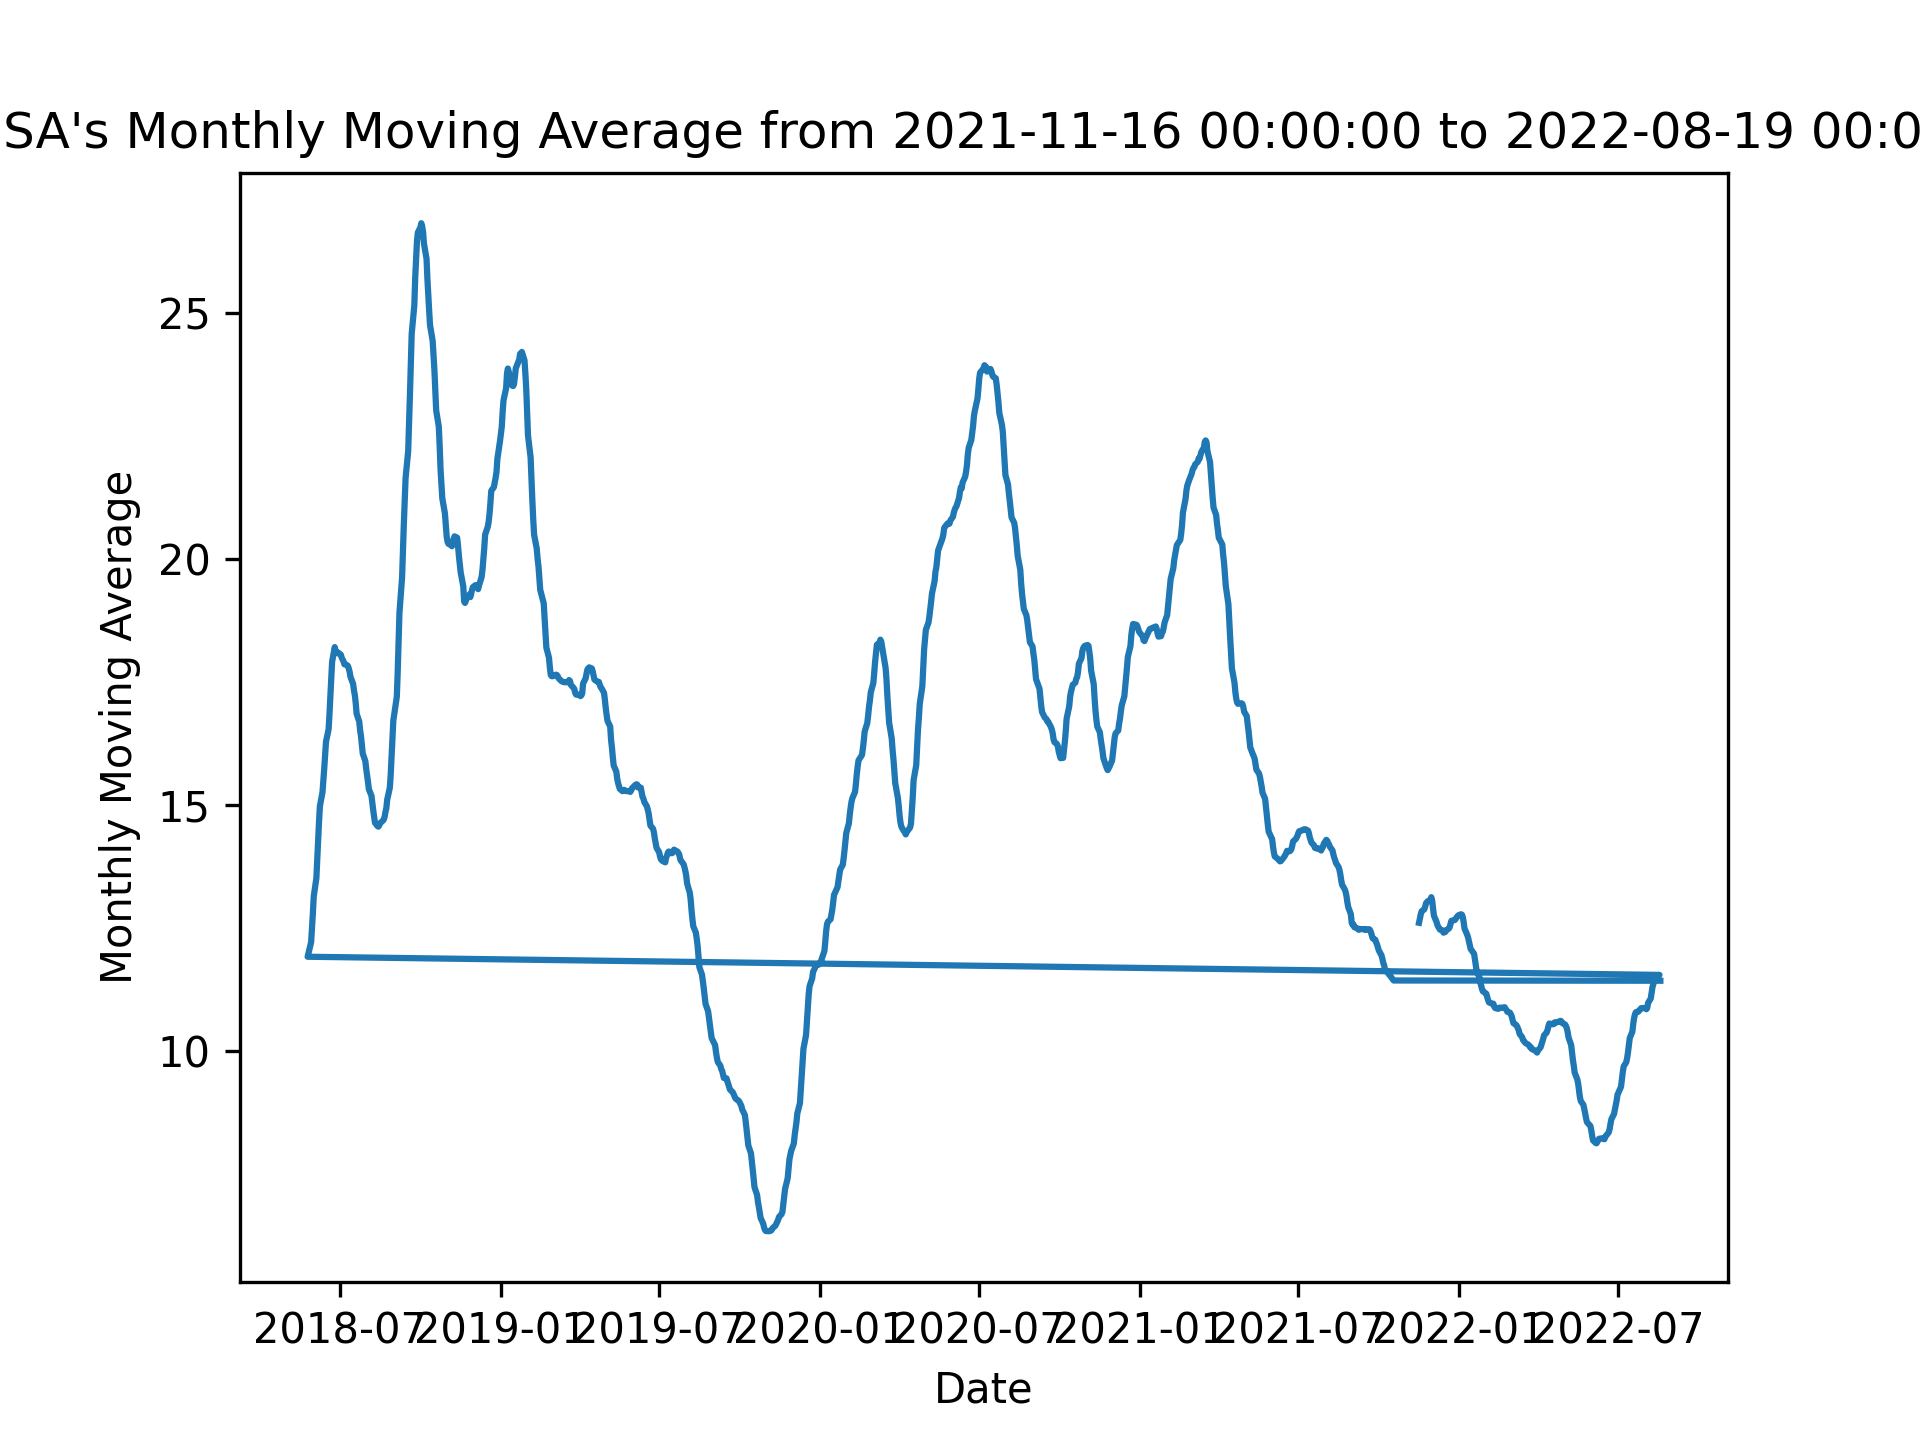 SA's Monthly Moving Average from 2021-11-16 00:00:00 to 2022-08-19 00:0
Monthly Moving Average
25
20
15
10
2018-07 2019-01 2019-07 2020-01 2020-07 2021-01 2021-07 2022-01 2022-07
Date